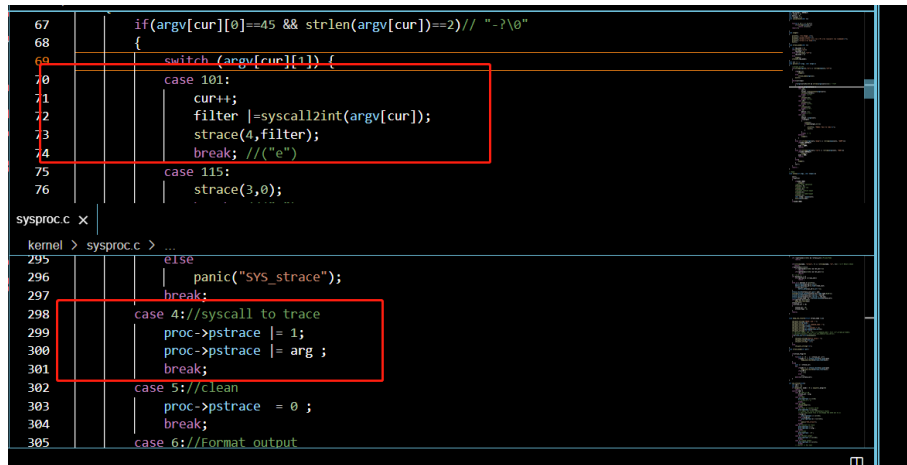 67 if(argv[cur][0]==45 && strlen(argv[cur])==2)// "-?\0"
68 {
69 switch (argv[cur][1]) {
70 case 101:
71 cur++;
72 filter |=syscall2int(argv[cur]);
73 strace(4,filter);
74 break; //("e")
75 case 115:
76 strace(3,0);
sysproc.c ×
kernel > sysproc.c > ...
295 else
296 panic("SYS_strace");
297 break;
298 case 4://syscall to trace
299 proc->pstrace |= 1;
300 proc->pstrace |= arg ;
301 break;
302 case 5://clean
303 proc->pstrace = 0 ;
304 break;
305 case 6://Format output